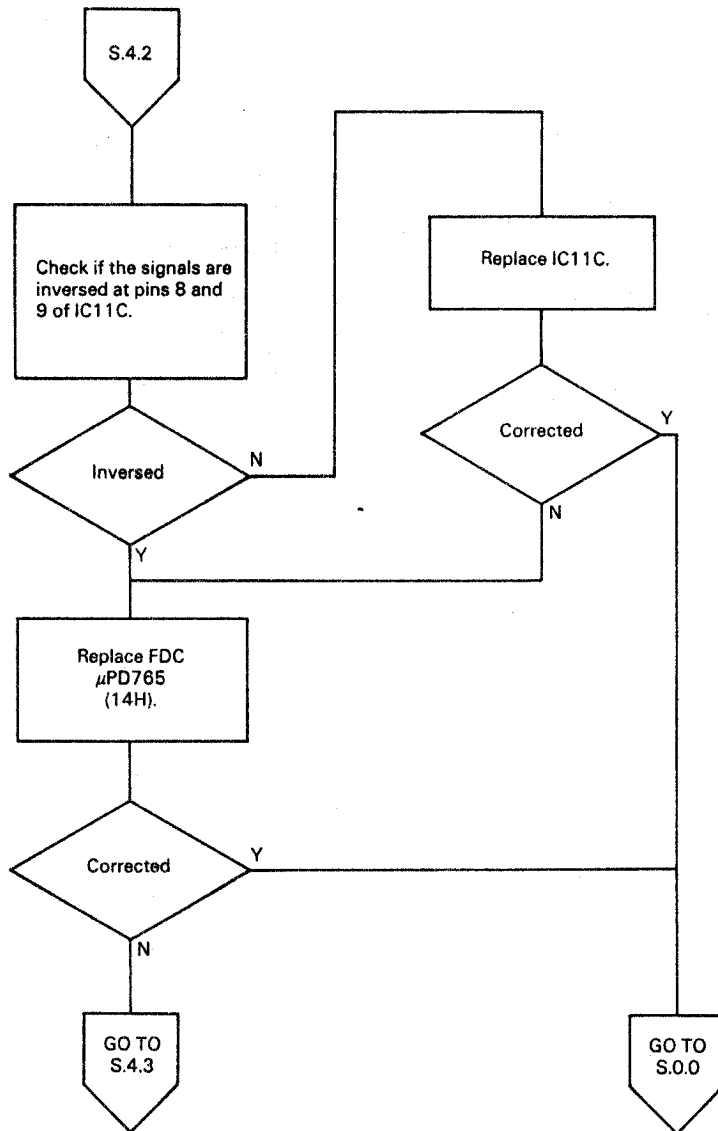 S.4.2
Check if the signals are
inversed at pins 8 and
9 of IC11C.
Replace IC11C.
Corrected
Y
N
Inversed
N
Y
Replace FDC
µPD765
(14H).
Corrected
Y
N
GO TO
S.4.3
GO TO
S.0.0